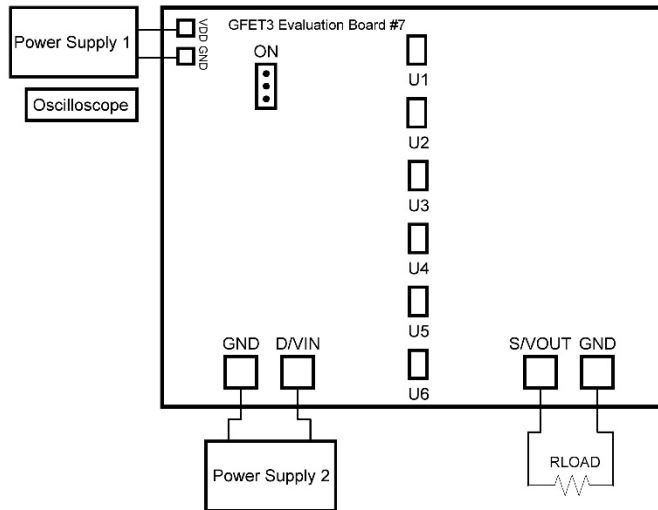 GFET3 Evaluation Board #7
Power Supply 1
VDD
GND
ON
Oscilloscope
U1
U2
U3
U4
U5
U6
GND D/VIN
S/VOUT GND
Power Supply 2
RLOAD